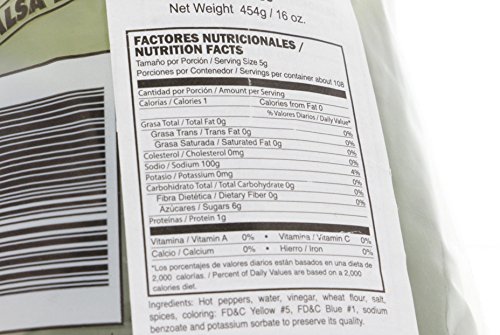 ALSA
Net Weight 454g / 16 oz.
FACTORES NUTRICIONALES /
NUTRITION FACTS
Tamaño por Porción / Serving Size 5g
Porciones por Contenedor / Servings per container about 108
Cantidad por Porción / Amount per Serving
Calorías / Calories 1 Calories from Fat 0
% Valores Diarios / Daily Value*
Grasa Total / Total Fat 0g 0%
Grasa Trans / Trans Fat 0g 0%
Grasa Saturada / Saturated Fat 0g 0%
Colesterol / Cholesterol 0mg 0%
Sodio / Sodium 100g 0%
Potasio / Potassium 0mg 4%
Carbohidrato Total / Total Carbohydrate 0g 0%
Fibra Dietética / Dietary Fiber 0g 0%
Azúcares / Sugars 6g 0%
Proteínas / Protein 1g
Vitamina / Vitamin A 0% • Vitamina / Vitamin C 0%
Calcio / Calcium 0% • Hierro / Iron 0%
*Los porcentajes de valores diarios están basados en una dieta de
2,000 calorías. / Percent of Daily Values are based on a 2,000
calories diet.
Ingredients: Hot peppers, water, vinegar, wheat flour, salt,
spices, coloring: FD&C Yellow #5, FD&C Blue #1, sodium
benzoate and potassium sorbate to preserve its quality.